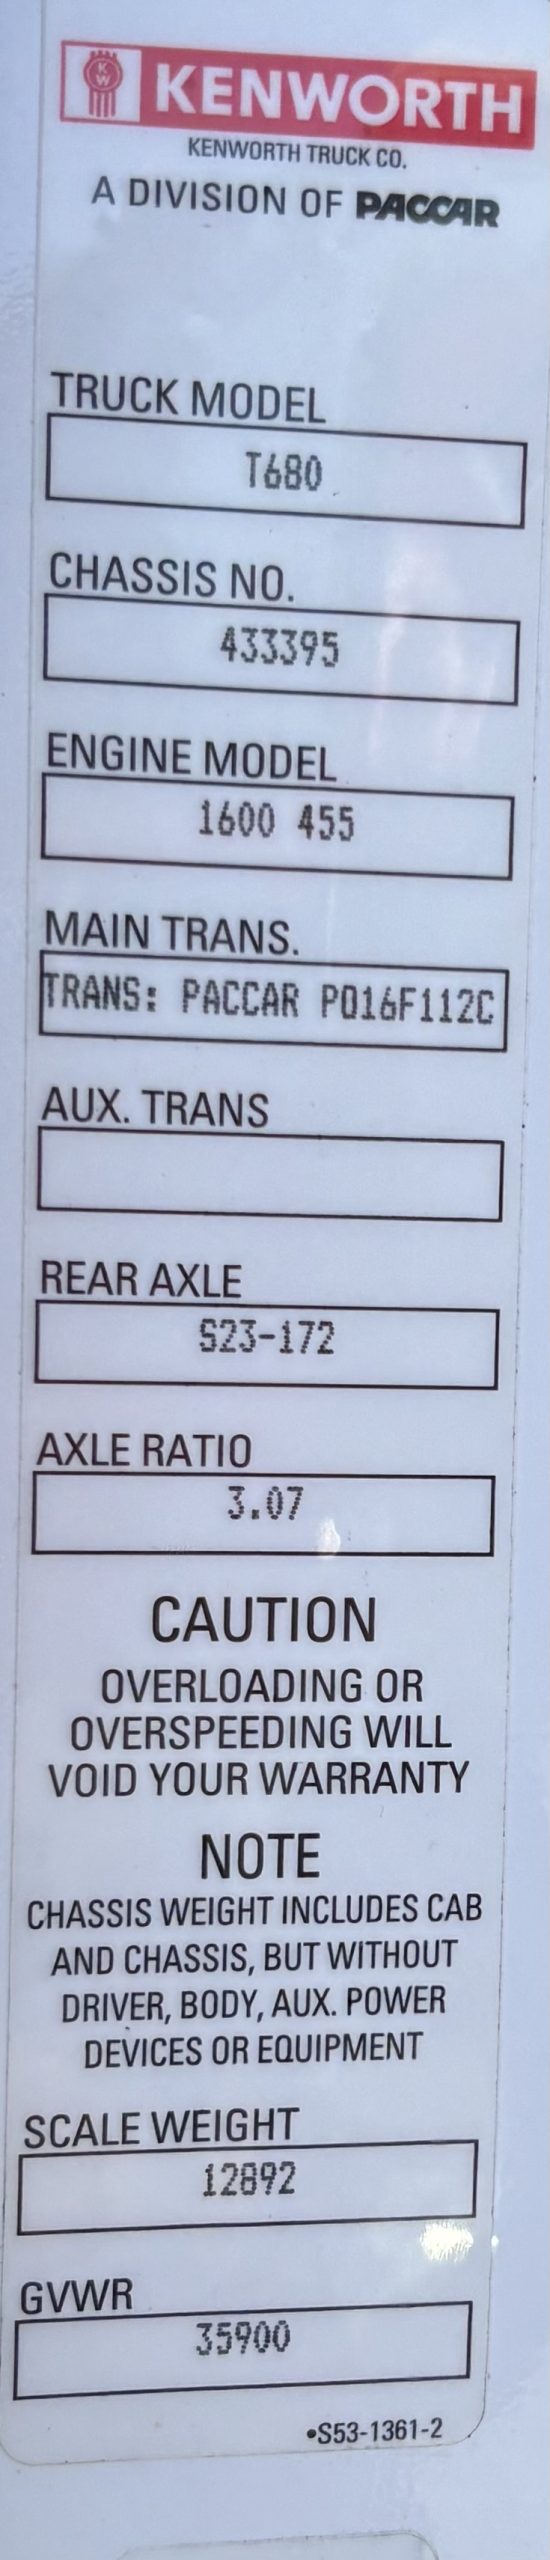 KW
KENWORTH
KENWORTH TRUCK CO.
A DIVISION OF PACCAR
TRUCK MODEL
T680
CHASSIS NO.
433395
ENGINE MODEL
1600 455
MAIN TRANS.
TRANS: PACCAR PO16F112C
AUX. TRANS
REAR AXLE
S23-172
AXLE RATIO
3.07
CAUTION
OVERLOADING OR
OVERSPEEDING WILL
VOID YOUR WARRANTY
NOTE
CHASSIS WEIGHT INCLUDES CAB
AND CHASSIS, BUT WITHOUT
DRIVER, BODY, AUX. POWER
DEVICES OR EQUIPMENT
SCALE WEIGHT
12892
GVWR
35900
•S53-1361-2